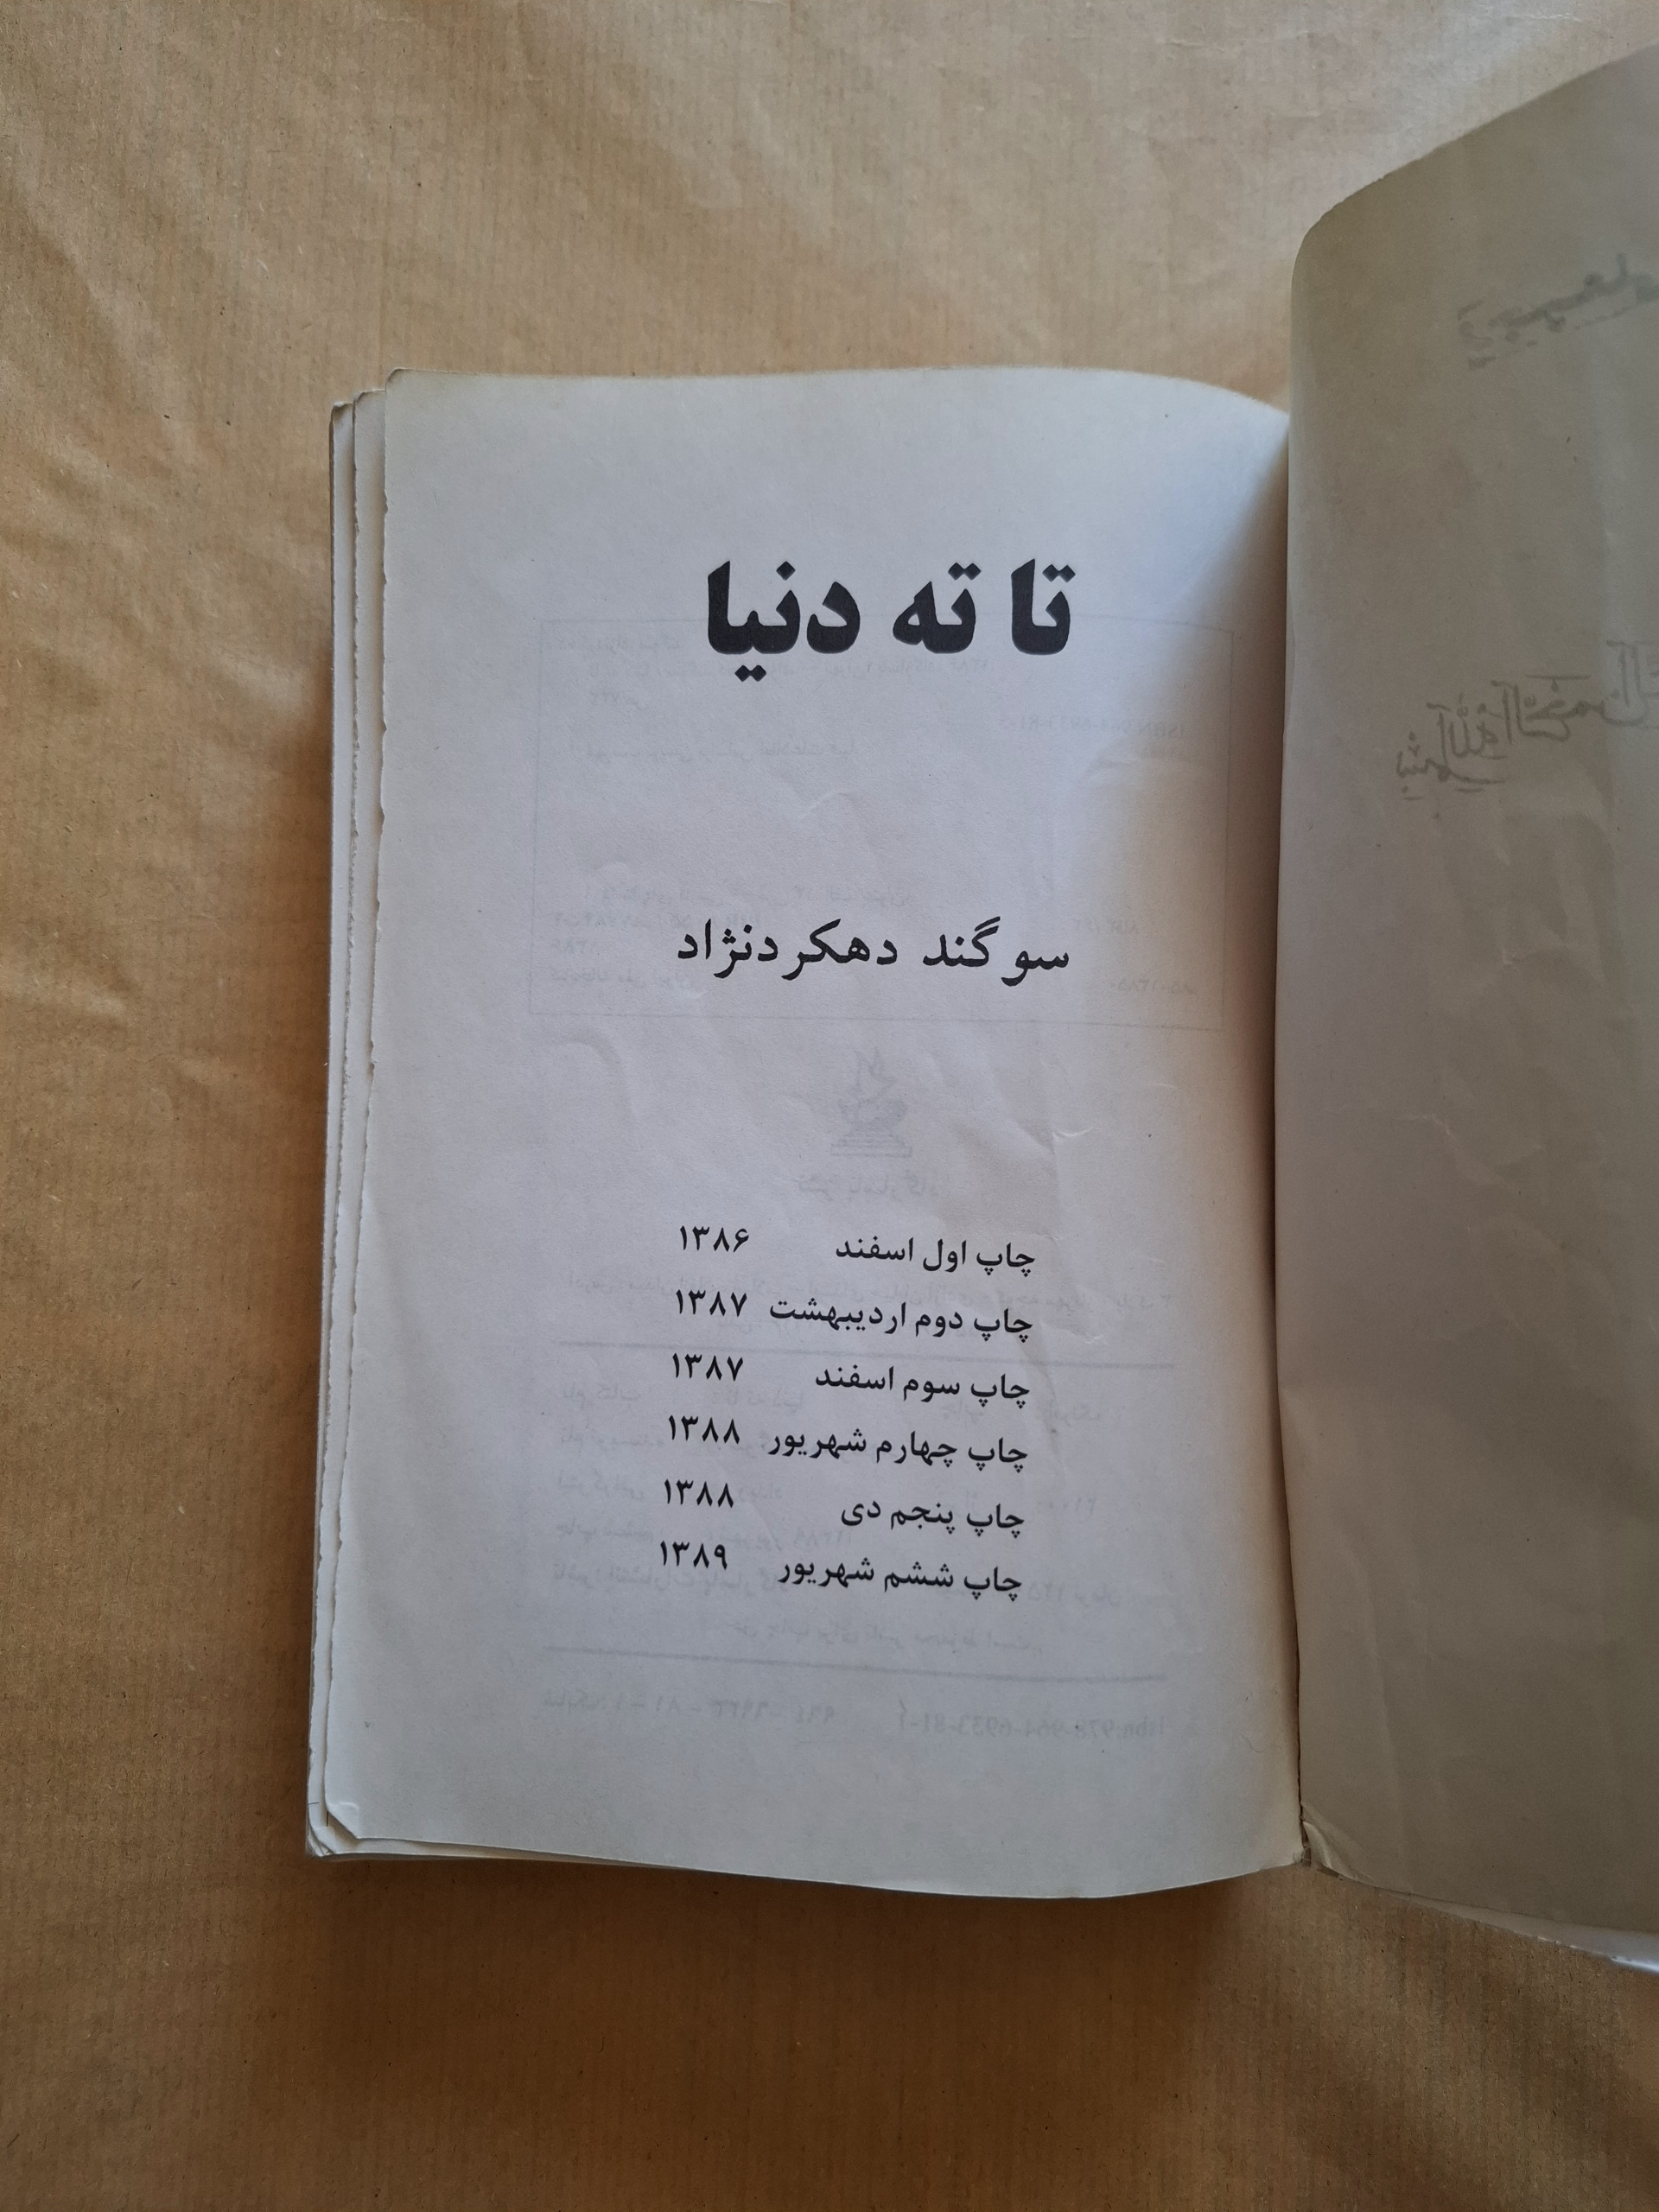 تا ته دنیا
سوگند دهکردنژاد
چاپ اول اسفند ۱۳۸۶
چاپ دوم اردیبهشت ۱۳۸۷
چاپ سوم اسفند ۱۳۸۷
چاپ چهارم شهریور ۱۳۸۸
چاپ پنجم دی ۱۳۸۸
چاپ ششم شهریور ۱۳۸۹